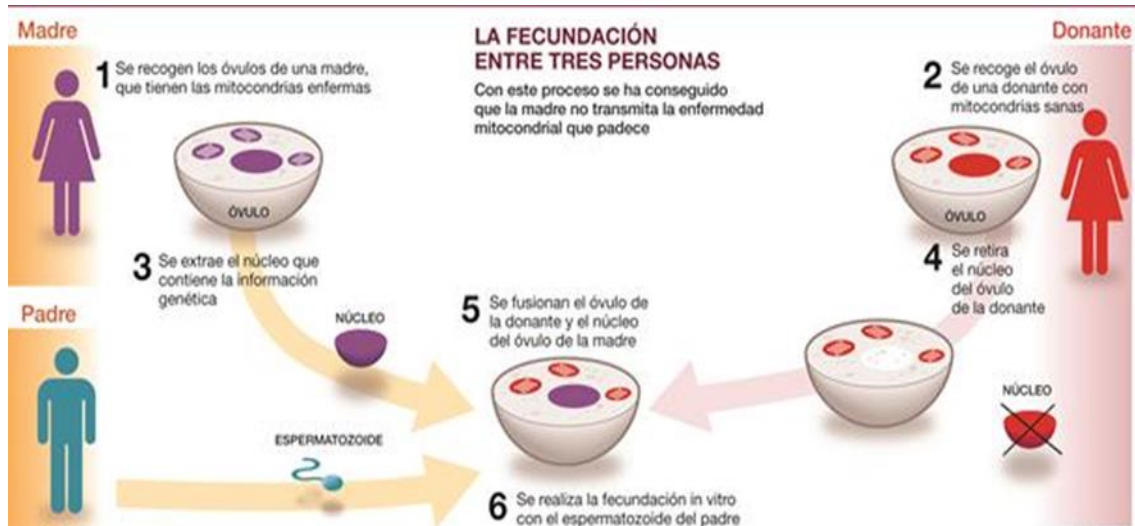 Madre
LA FECUNDACIÓN
ENTRE TRES PERSONAS
Con este proceso se ha conseguido
que la madre no transmita la enfermedad
mitocondrial que padece
Donante
1 Se recogen los óvulos de una madre,
que tienen las mitocondrias enfermas
ÓVULO
2 Se recoge el óvulo
de una donante con
mitocondrias sanas
ÓVULO
3 Se extrae el núcleo que
contiene la información
genética
NÚCLEO
4 Se retira
el núcleo
del óvulo
de la donante
NÚCLEO
Padre
5 Se fusionan el óvulo de
la donante y el núcleo
del óvulo de la madre
ESPERMATOZOIDE
6 Se realiza la fecundación in vitro
con el espermatozoide del padre